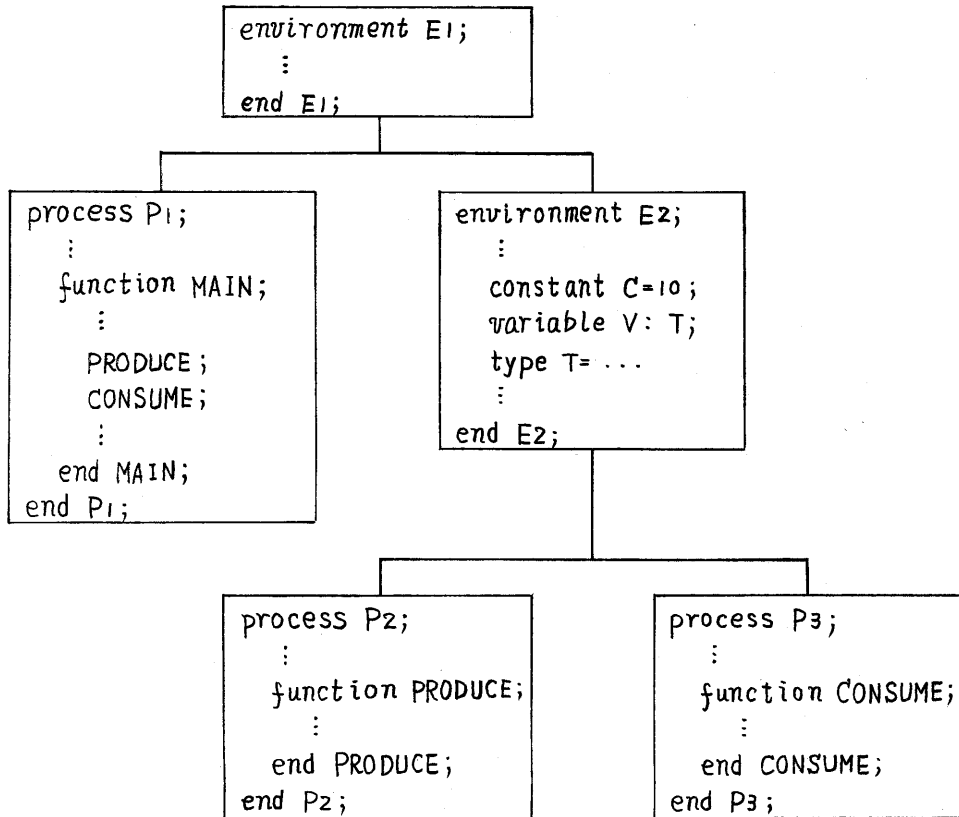 environment E1;
⋮
end E1;
process P1;
⋮
function MAIN;
⋮
PRODUCE;
CONSUME;
⋮
end MAIN;
end P1;
environment E2;
⋮
constant C=10;
variable V: T;
type T= ...
⋮
end E2;
process P2;
⋮
function PRODUCE;
⋮
end PRODUCE;
end P2;
process P3;
⋮
function CONSUME;
⋮
end CONSUME;
end P3;